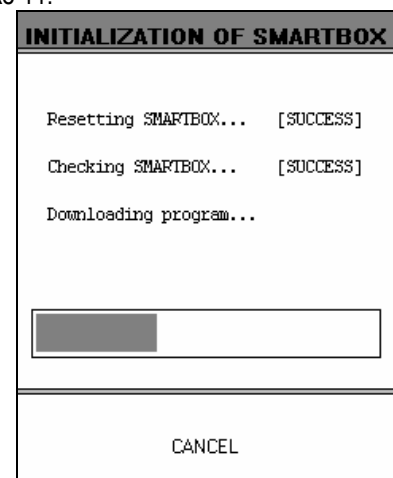 INITIALIZATION OF SMARTBOX
Resetting SMARTBOX... [SUCCESS]
Checking SMARTBOX... [SUCCESS]
Downloading program...
CANCEL